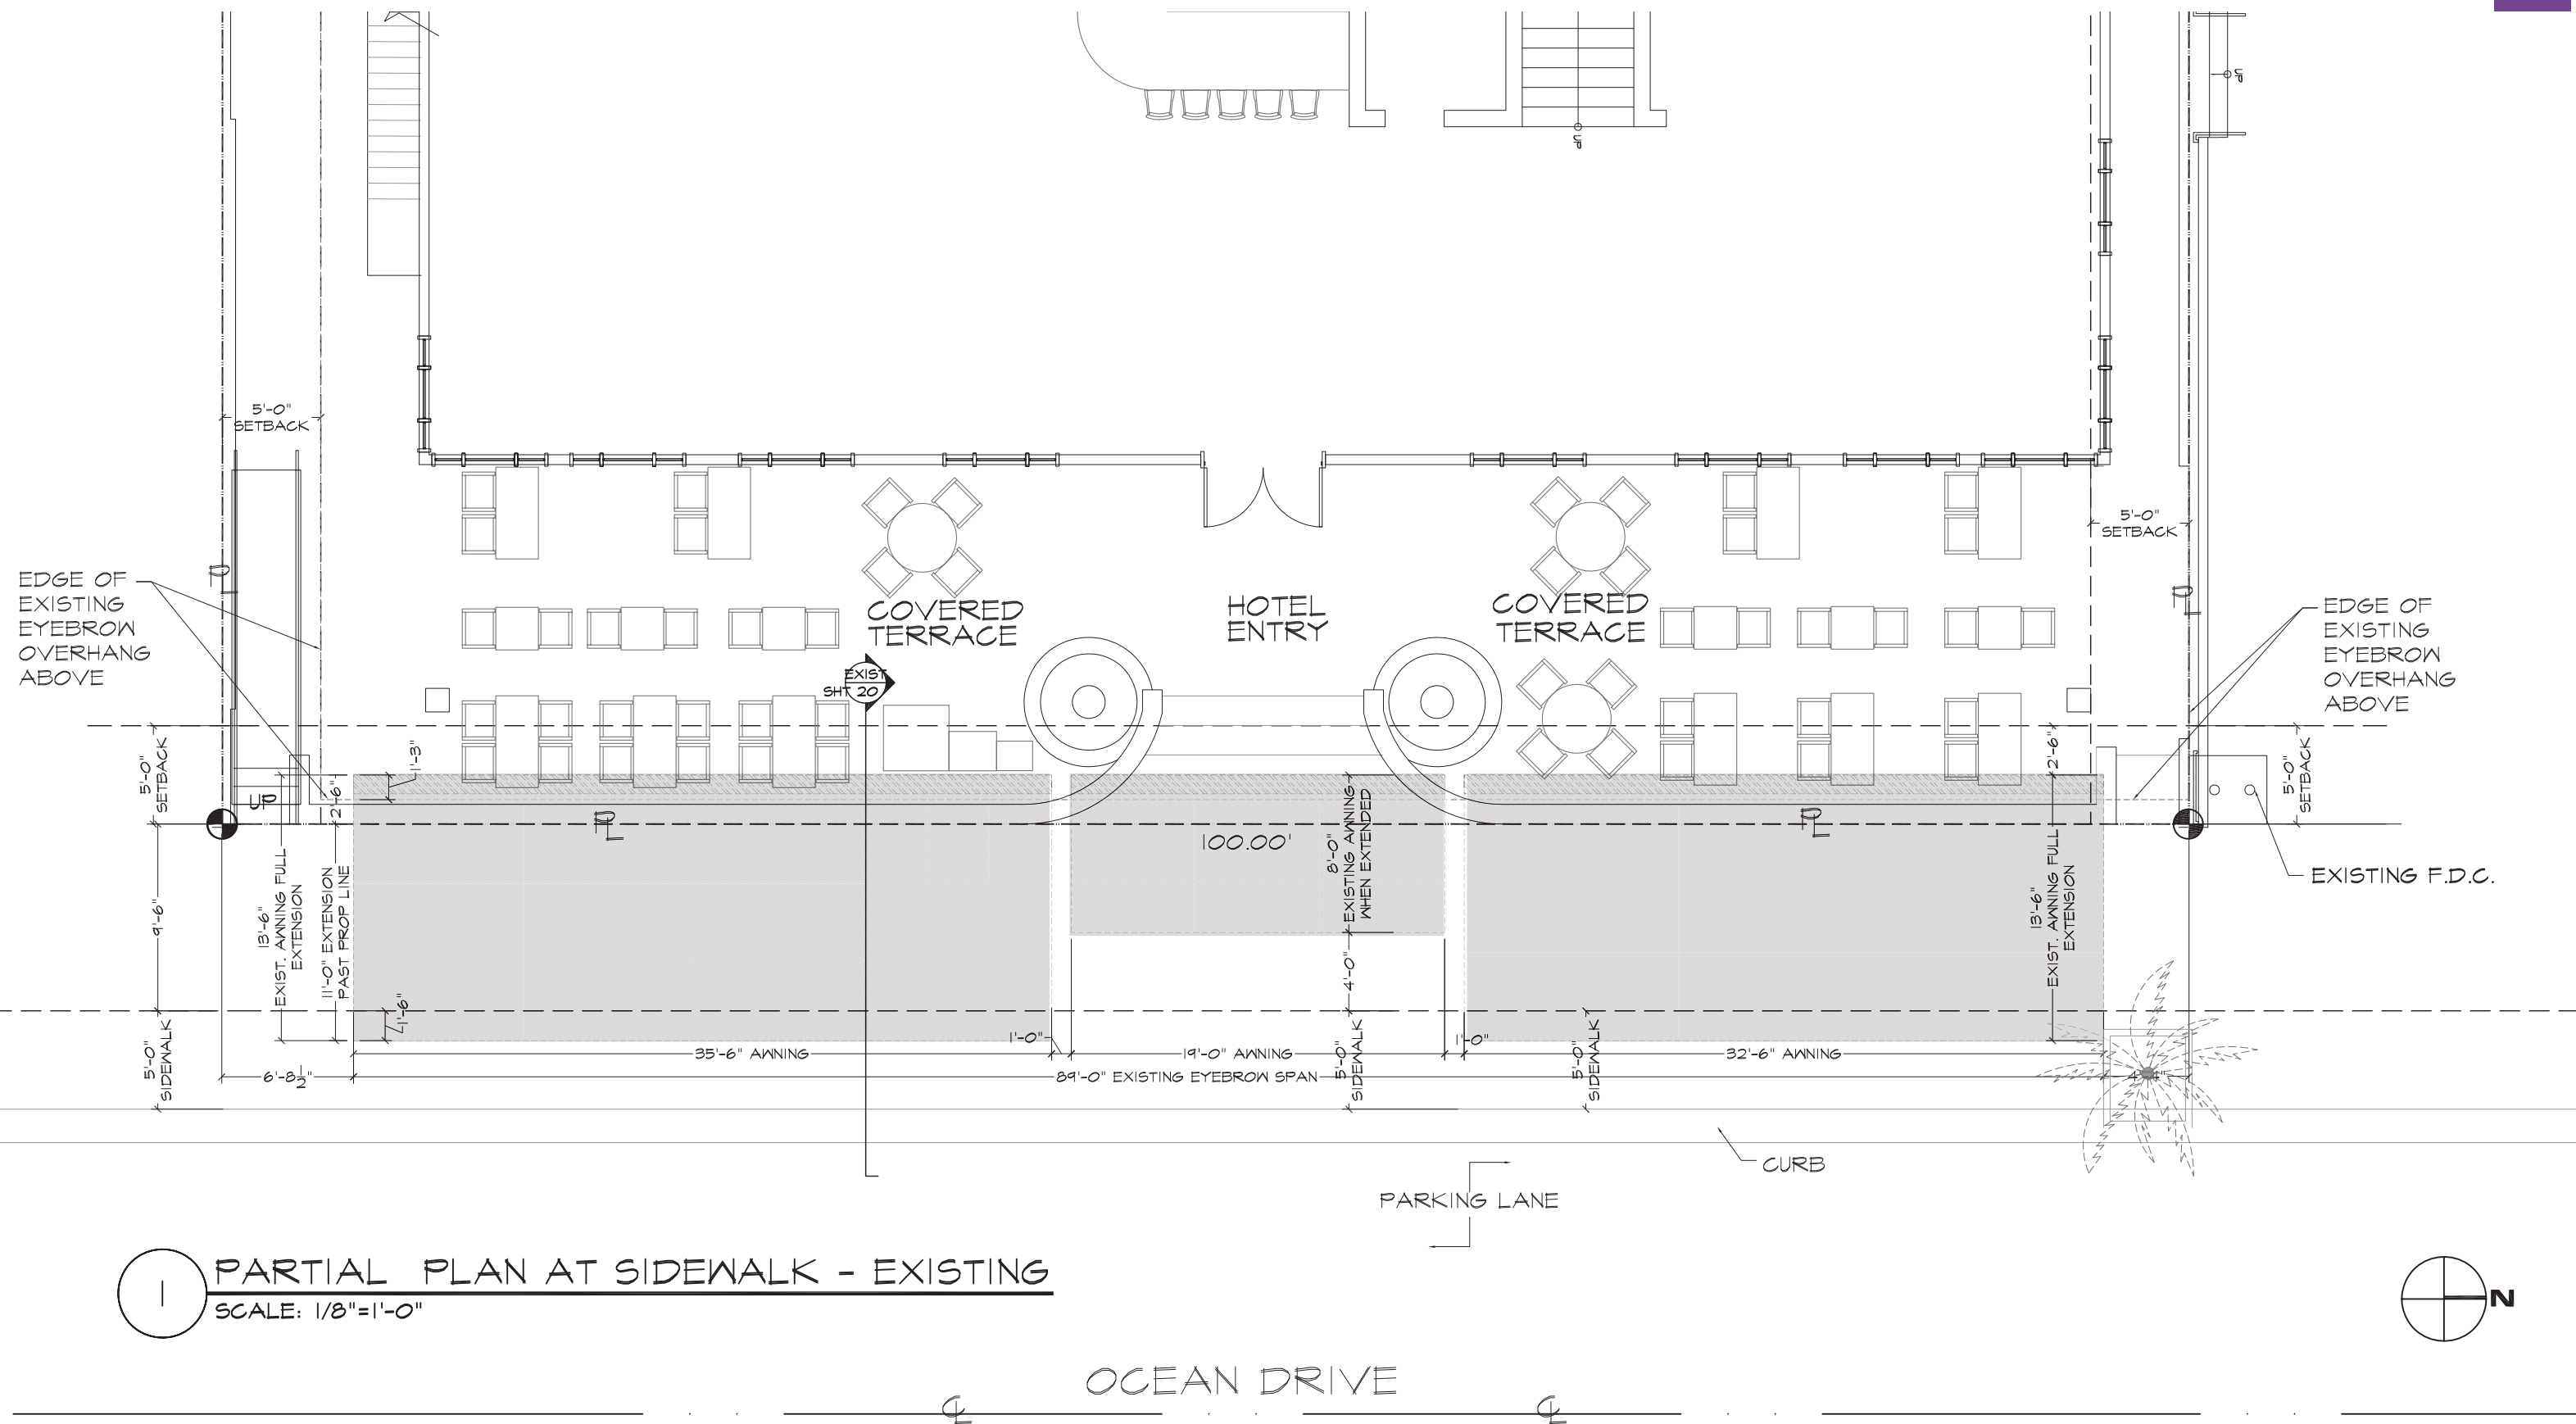 UP
UP
5'-0"
SETBACK
5'-0"
SETBACK
EDGE OF
EXISTING
EYEBROW
OVERHANG
ABOVE
COVERED
TERRACE
HOTEL
ENTRY
COVERED
TERRACE
EDGE OF
EXISTING
EYEBROW
OVERHANG
ABOVE
EXIST
SHT 20
5'-0"
SETBACK
1'-3"
2'-6"
UP
2'-6"
5'-0"
SETBACK
100.00'
8'-0"
EXISTING AWNING
WHEN EXTENDED
EXISTING F.D.C.
9'-6"
13'-6"
EXIST. AWNING FULL
EXTENSION
11'-0" EXTENSION
PAST PROP LINE
13'-6"
EXIST. AWNING FULL
EXTENSION
4'-0"
1'-6"
5'-0"
SIDEWALK
35'-6" AWNING
1'-0"
19'-0" AWNING
1'-0"
32'-6" AWNING
6'-8½"
89'-0" EXISTING EYEBROW SPAN
5'-0"
SIDEWALK
5'-0"
SIDEWALK
CURB
PARKING LANE
1
PARTIAL PLAN AT SIDEWALK - EXISTING
SCALE: 1/8"=1'-0"
N
OCEAN DRIVE